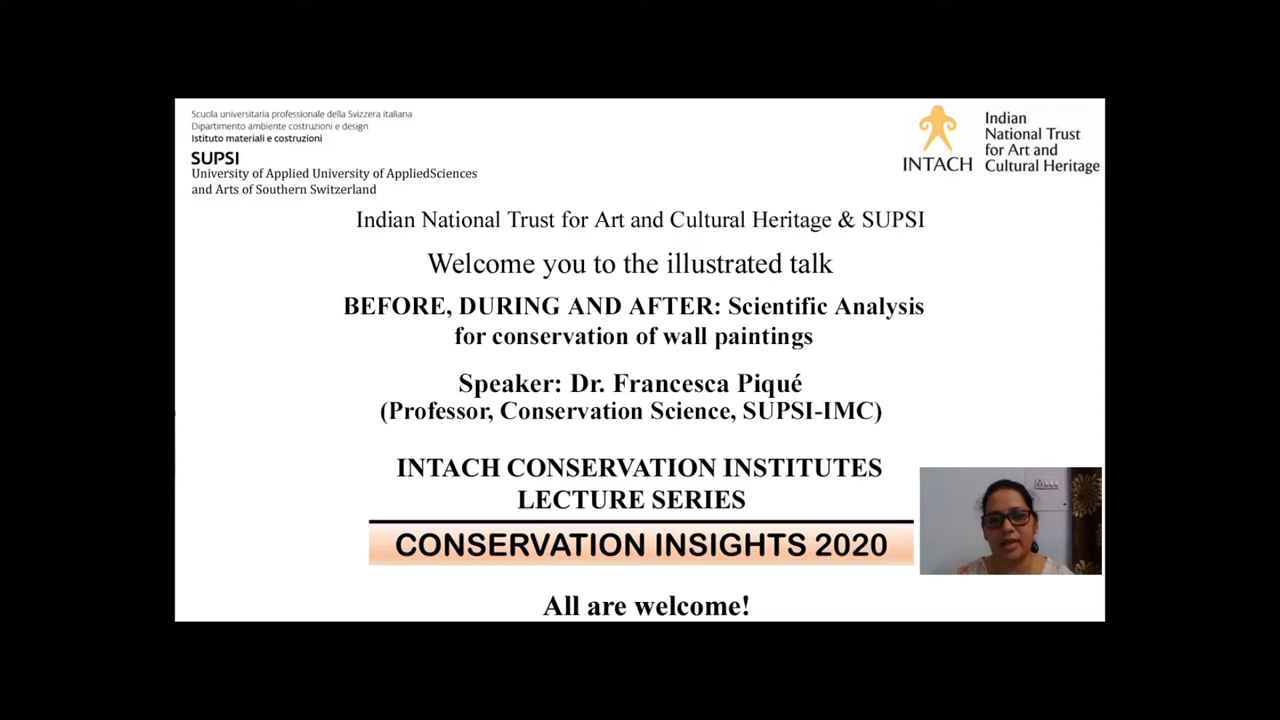 Scuola universitaria professionale della Svizzera italiana
Dipartimento ambiente costruzioni e design
Istituto materiali e costruzioni
SUPSI
University of Applied University of AppliedSciences
and Arts of Southern Switzerland
INTACH
Indian
National Trust
for Art and
Cultural Heritage
Indian National Trust for Art and Cultural Heritage & SUPSI
Welcome you to the illustrated talk
BEFORE, DURING AND AFTER: Scientific Analysis
for conservation of wall paintings
Speaker: Dr. Francesca Piqué
(Professor, Conservation Science, SUPSI-IMC)
INTACH CONSERVATION INSTITUTES
LECTURE SERIES
CONSERVATION INSIGHTS 2020
All are welcome!